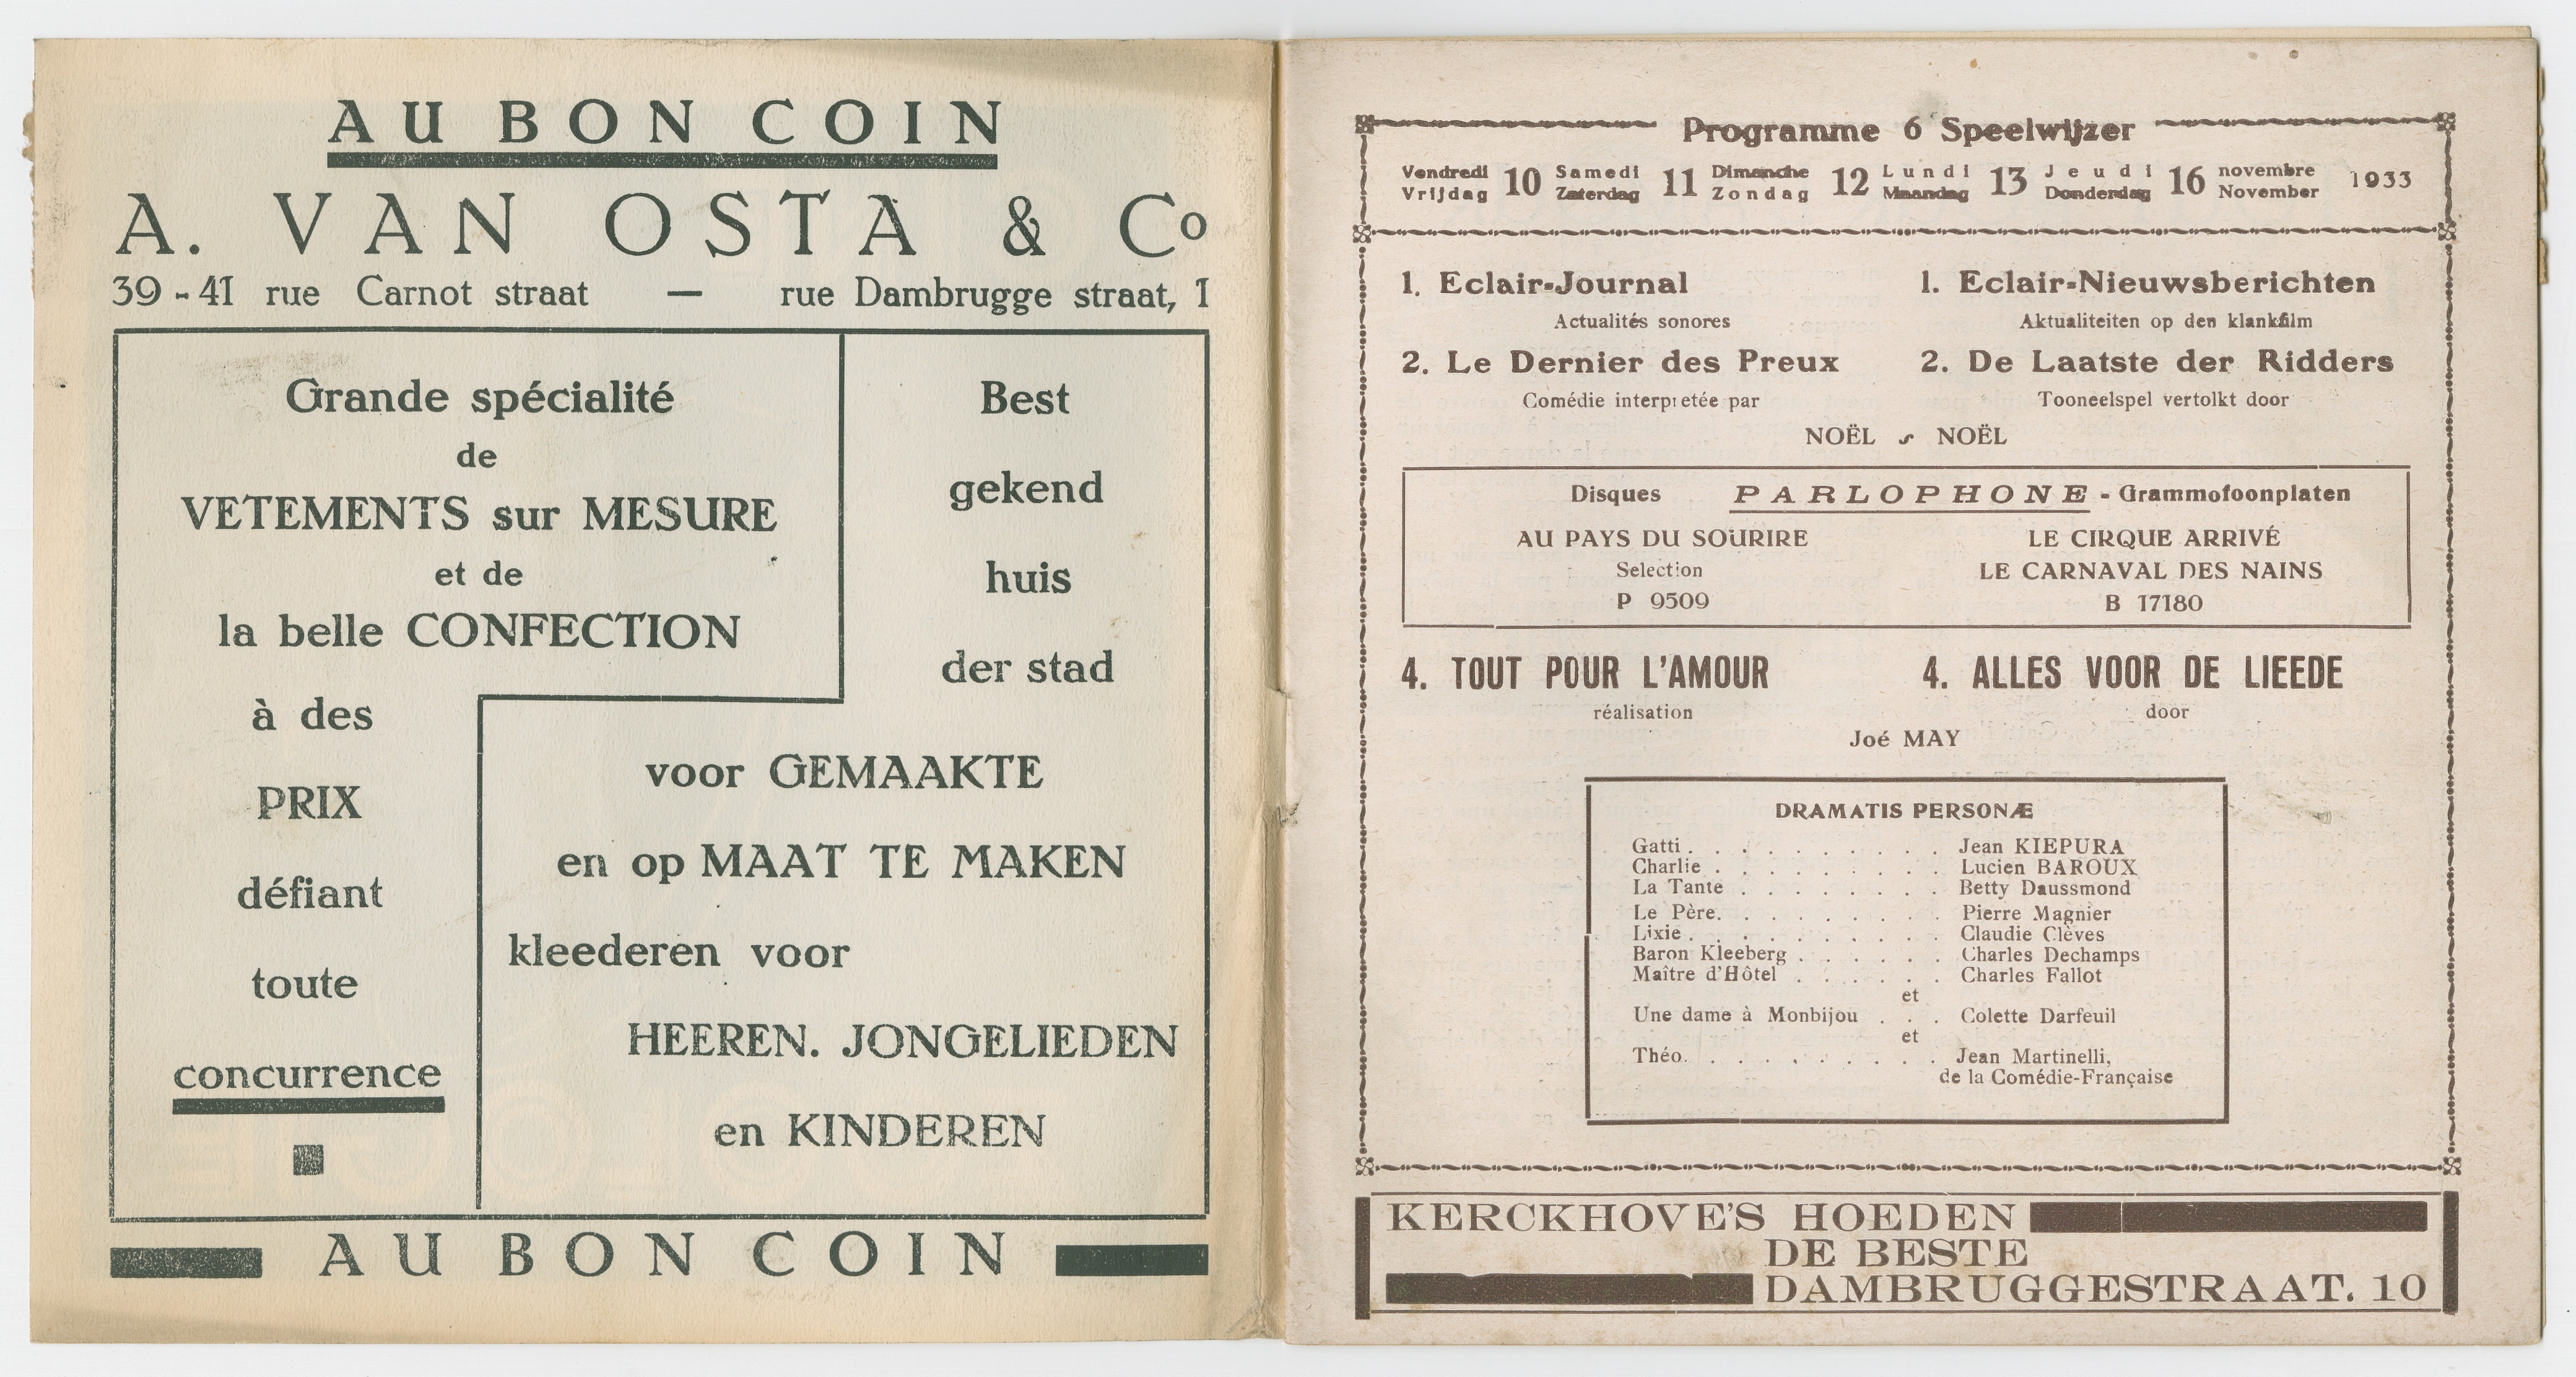 AU BON COIN
A. VAN OSTA & Co
39-41 rue Carnot straat — rue Dambrugge straat, 1
Grande spécialité
de
VETEMENTS sur MESURE
et de
la belle CONFECTION
à des
PRIX
défiant
toute
concurrence
Best
gekend
huis
der stad
voor GEMAAKTE
en op MAAT TE MAKEN
kleederen voor
HEEREN. JONGELIEDEN
en KINDEREN
AU BON COIN
Programme 6 Speelwijzer
Vendredi 10 Samedi 11 Dimanche 12 Lundi 13 Jeudi 16 novembre 1933
Vrijdag Zaterdag Zondag Maandag Donderdag November
1. Eclair-Journal
Actualités sonores
2. Le Dernier des Preux
Comédie interpretée par
1. Eclair-Nieuwsberichten
Aktualiteiten op den klankfilm
2. De Laatste der Ridders
Tooneelspel vertolkt door
NOËL NOËL
Disques PARLOPHONE - Grammofoonplaten
AU PAYS DU SOURIRE
Selection
P 9509
LE CIRQUE ARRIVÉ
LE CARNAVAL DES NAINS
B 17180
4. TOUT POUR L'AMOUR
réalisation
4. ALLES VOOR DE LIEEDE
door
Joé MAY
DRAMATIS PERSONÆ
Gatti . . . . . . . . . . Jean KIEPURA
Charlie . . . . . . . . . Lucien BAROUX
La Tante . . . . . . . . Betty Daussmond
Le Père. . . . . . . . . Pierre Magnier
Lixie . . . . . . . . . . Claudie Clèves
Baron Kleeberg . . . . . . Charles Dechamps
Maître d'Hôtel . . . . . . Charles Fallot
et
Une dame à Monbijou . . . Colette Darfeuil
et
Théo. . . . . . . . . . Jean Martinelli,
de la Comédie-Française
KERCKHOVE'S HOEDEN
DE BESTE
DAMBRUGGESTRAAT. 10